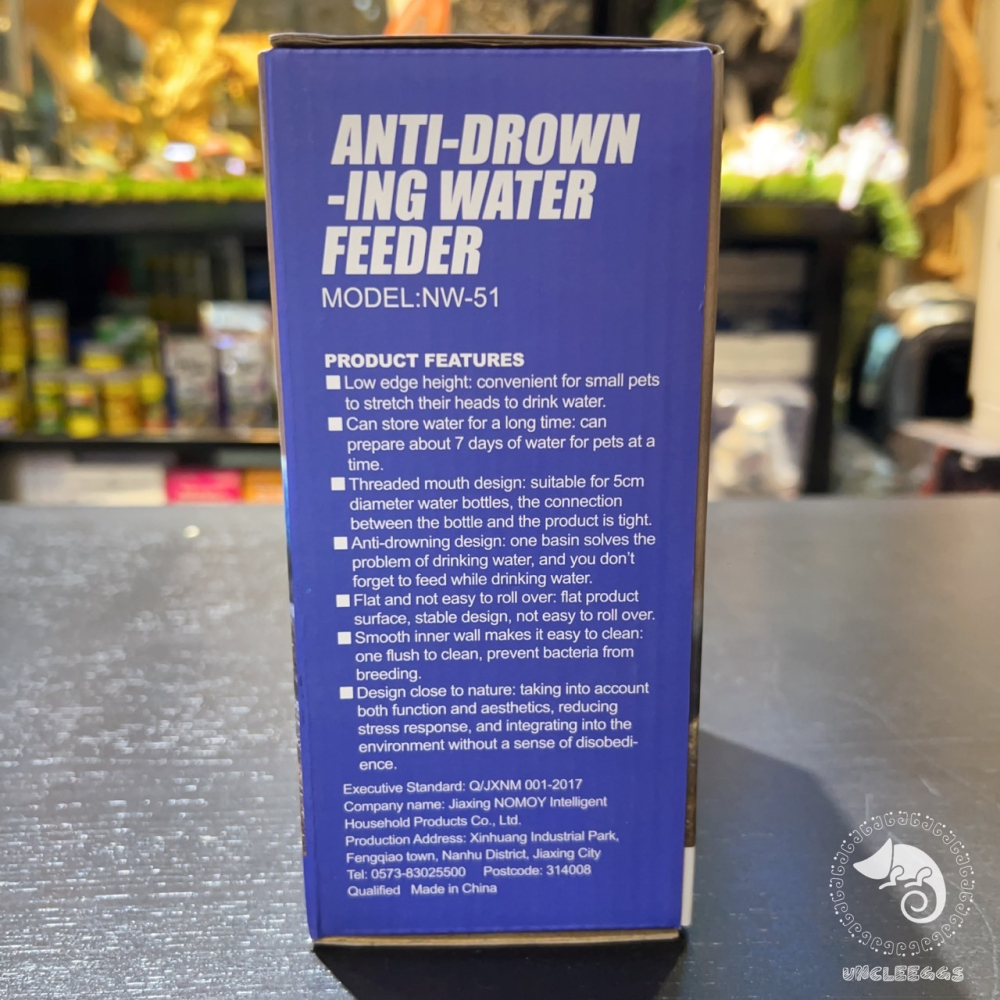 ANTI-DROWN
-ING WATER
FEEDER
MODEL:NW-51
PRODUCT FEATURES
Low edge height: convenient for small pets
to stretch their heads to drink water.
Can store water for a long time: can
prepare about 7 days of water for pets at a
time.
Threaded mouth design: suitable for 5cm
diameter water bottles, the connection
between the bottle and the product is tight.
Anti-drowning design: one basin solves the
problem of drinking water, and you don't
forget to feed while drinking water.
Flat and not easy to roll over: flat product
surface, stable design, not easy to roll over.
Smooth inner wall makes it easy to clean:
one flush to clean, prevent bacteria from
breeding.
Design close to nature: taking into account
both function and aesthetics, reducing
stress response, and integrating into the
environment without a sense of disobedi-
ence.
Executive Standard: Q/JXNM 001-2017
Company name: Jiaxing NOMOY Intelligent
Household Products Co., Ltd.
Production Address: Xinhuang Industrial Park,
Fengqiao town, Nanhu District, Jiaxing City
Tel: 0573-83025500 Postcode: 314008
Qualified Made in China
UNCLEEGGS